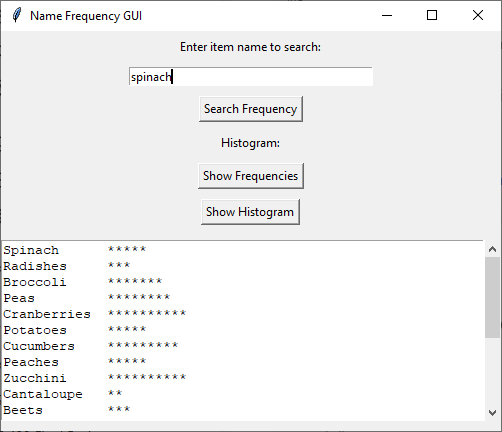 Name Frequency GUI
Enter item name to search:
spinach
Search Frequency
Histogram:
Show Frequencies
Show Histogram
Spinach *****
Radishes ***
Broccoli *******
Peas ********
Cranberries **********
Potatoes *****
Cucumbers *********
Peaches *****
Zucchini **********
Cantaloupe **
Beets ***